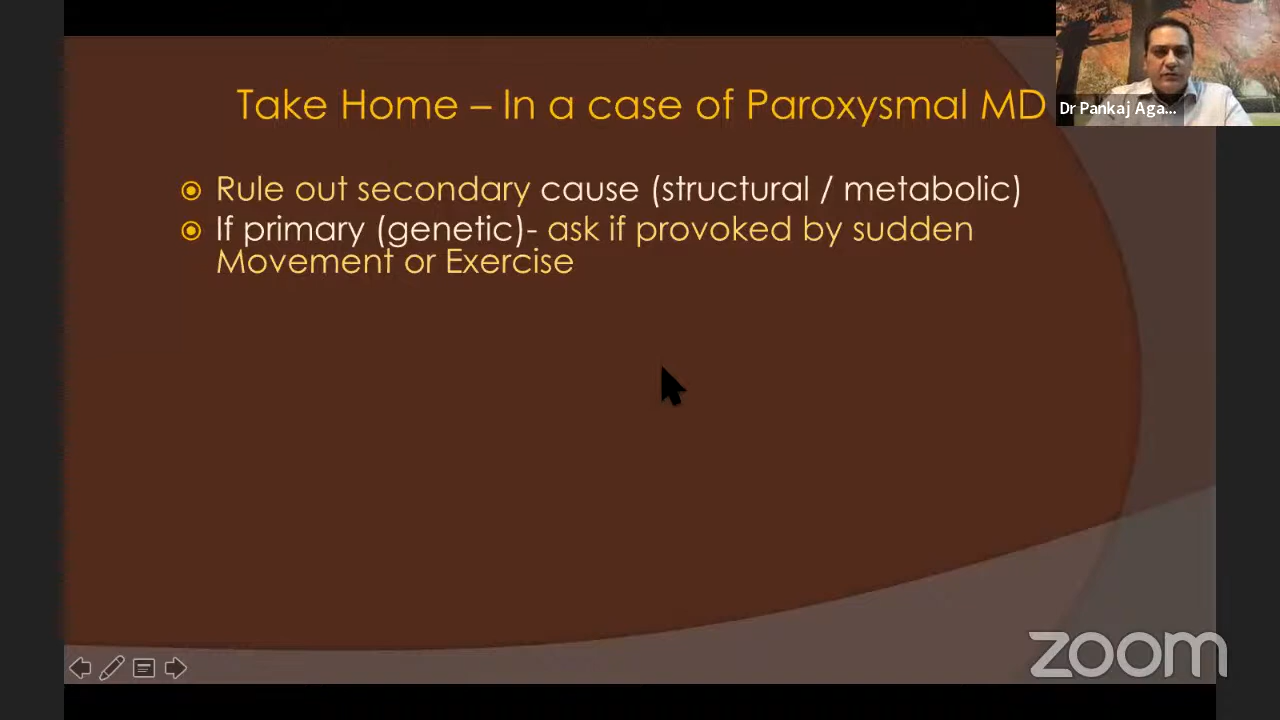 Take Home – In a case of Paroxysmal MD
Dr Pankaj Aga...
Rule out secondary cause (structural / metabolic)
If primary (genetic)- ask if provoked by sudden
Movement or Exercise
zoom